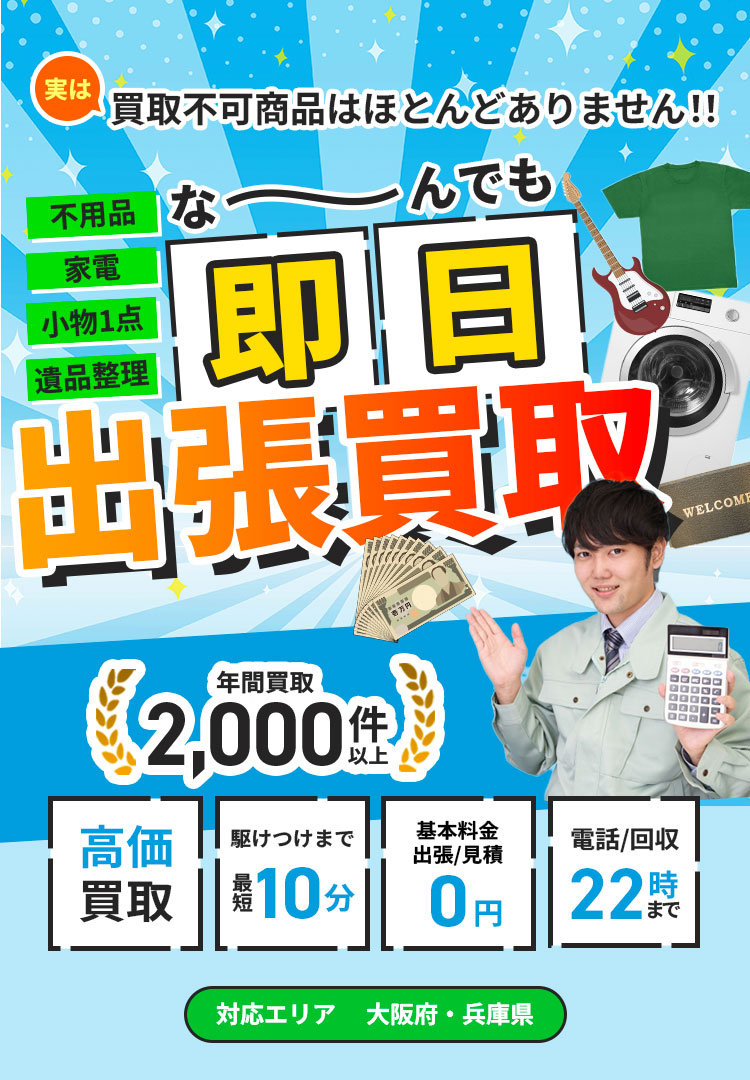 実は
買取不可商品はほとんどありません!!
不用品
家電
小物1点
遺品整理
な〜んでも
即日
出張買取
WELCOME
壱万円
年間買取
2,000件以上
高価
買取
駆けつけまで
最短10分
基本料金
出張/見積
0円
電話/回収
22時まで
対応エリア 大阪府・兵庫県